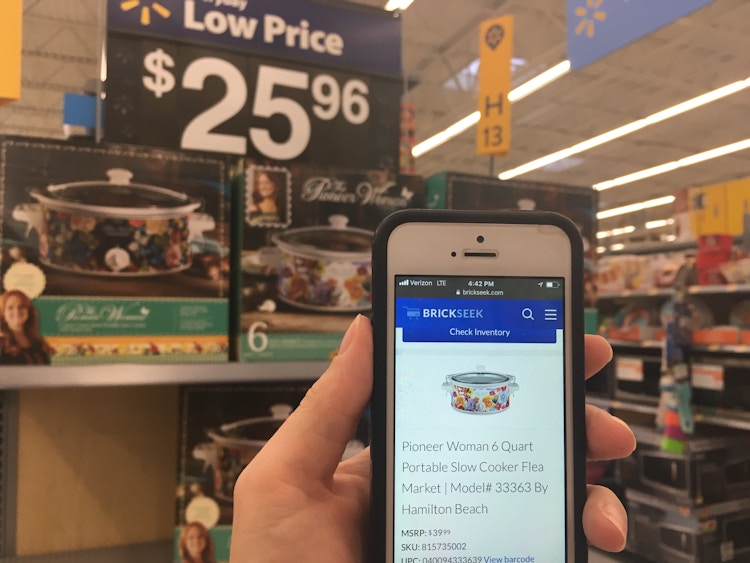 Low Price
$25 96
H
13
The Pioneer Woman
6
The Pioneer Woman
Verizon LTE
4:42 PM
brickseek.com
BRICKSEEK
Check Inventory
Pioneer Woman 6 Quart
Portable Slow Cooker Flea
Market | Model# 33363 By
Hamilton Beach
MSRP: $39.99
SKU: 815735002
UPC: 040094333639 View barcode